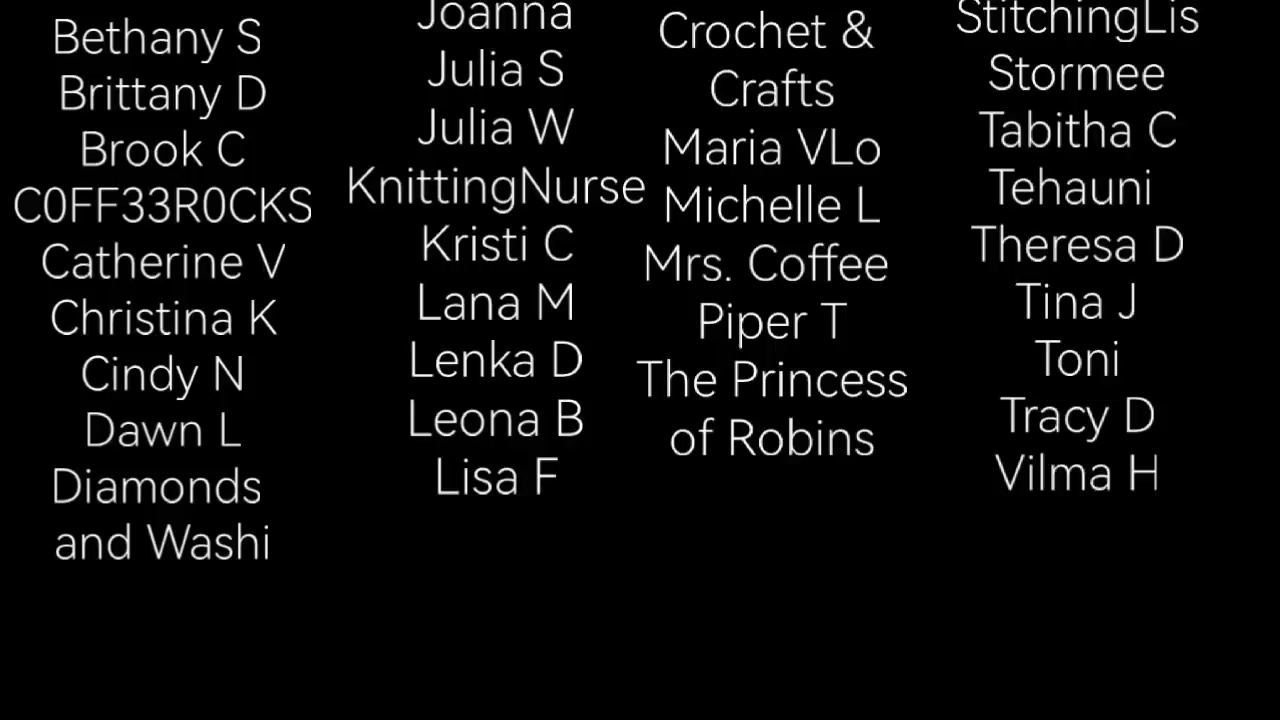 Bethany S
Brittany D
Brook C
C0FF33R0CKS
Catherine V
Christina K
Cindy N
Dawn L
Diamonds
and Washi
Joanna
Julia S
Julia W
KnittingNurse
Kristi C
Lana M
Lenka D
Leona B
Lisa F
Crochet &
Crafts
Maria VLo
Michelle L
Mrs. Coffee
Piper T
The Princess
of Robins
StitchingLis
Stormee
Tabitha C
Tehauni
Theresa D
Tina J
Toni
Tracy D
Vilma H